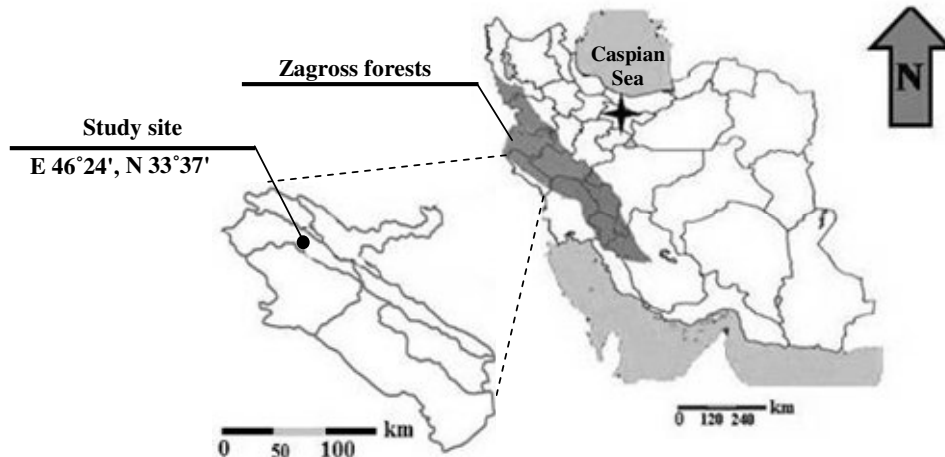 Caspian
Sea
N
Zagross forests
Study site
E 46°24', N 33°37'
km
0 120 240
km
0 50 100